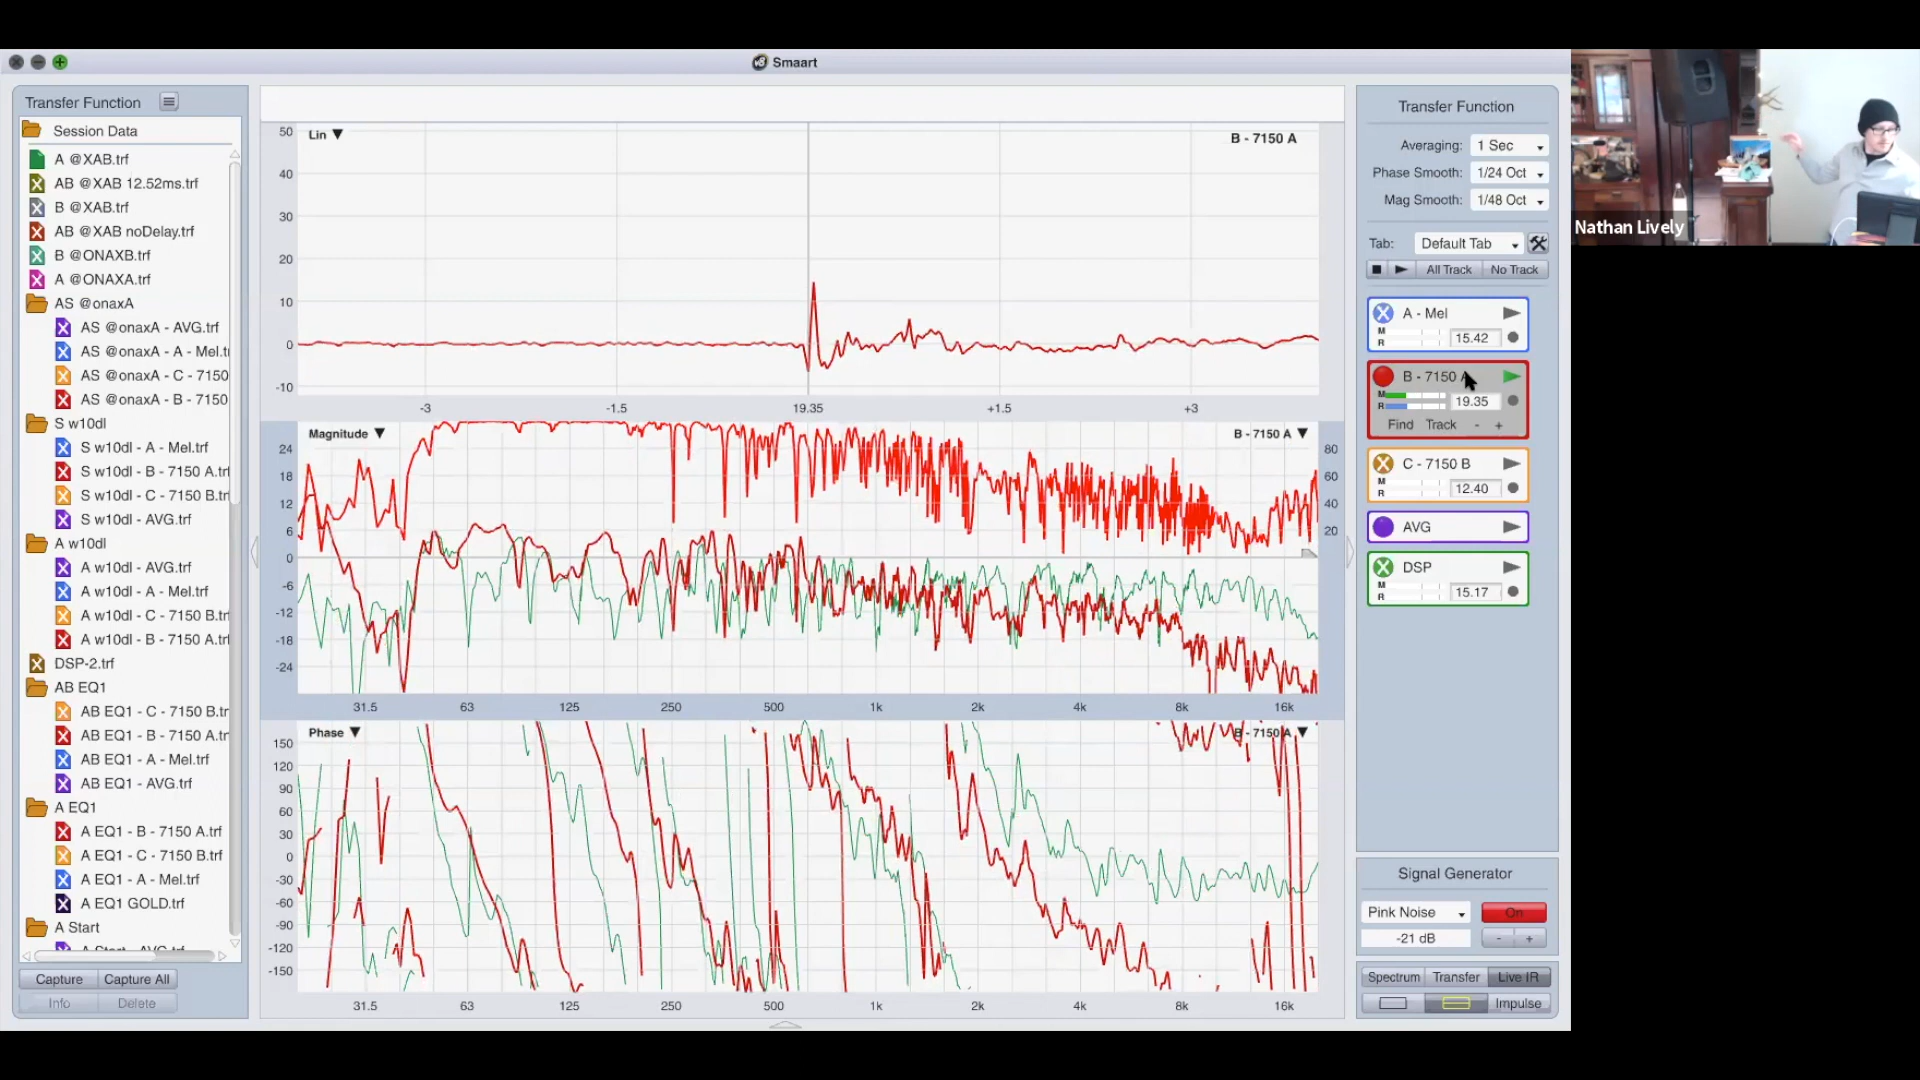 Smaart
Transfer Function
Session Data
A @XAB.trf
AB @XAB 12.52ms.trf
B @XAB.trf
AB @XAB noDelay.trf
B @ONAXB.trf
A @ONAXA.trf
AS @onaxA
AS @onaxA - AVG.trf
AS @onaxA - A - Mel.t
AS @onaxA - C - 7150
AS @onaxA - B - 7150
S w10dl
S w10dl - A - Mel.trf
S w10dl - B - 7150 A.trf
S w10dl - C - 7150 B.tr
S w10dl - AVG.trf
A w10dl
A w10dl - AVG.trf
A w10dl - A - Mel.trf
A w10dl - C - 7150 B.tr
A w10dl - B - 7150 A.trf
DSP-2.trf
AB EQ1
AB EQ1 - C - 7150 B.tr
AB EQ1 - B - 7150 A.tr
AB EQ1 - A - Mel.trf
AB EQ1 - AVG.trf
A EQ1
A EQ1 - B - 7150 A.trf
A EQ1 - C - 7150 B.trf
A EQ1 - A - Mel.trf
A EQ1 GOLD.trf
A Start
A Start - AVG.trf
Capture Capture All
Info Delete
Lin B - 7150 A
50
40
30
20
10
0
-10
-3 -1.5 19.35 +1.5 +3
Magnitude B - 7150 A
24 80
18 60
12 40
6 20
0
-6
-12
-18
-24
31.5 63 125 250 500 1k 2k 4k 8k 16k
Phase B - 7150 A
150
120
90
60
30
0
-30
-60
-90
-120
-150
31.5 63 125 250 500 1k 2k 4k 8k 16k
Transfer Function
Averaging: 1 Sec
Phase Smooth: 1/24 Oct
Mag Smooth: 1/48 Oct
Tab: Default Tab
All Track No Track
A - Mel
M
R 15.42
B - 7150 A
M
R 19.35
Find Track - +
C - 7150 B
M
R 12.40
AVG
DSP
M
R 15.17
Signal Generator
Pink Noise On
-21 dB - +
Spectrum Transfer Live IR
Impulse
Nathan Lively